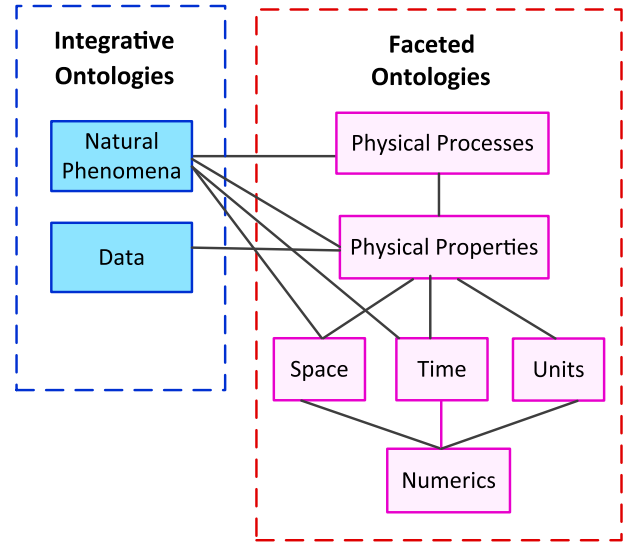 Integrative
Ontologies
Natural
Phenomena
Data
Faceted
Ontologies
Physical Processes
Physical Properties
Space
Time
Units
Numerics